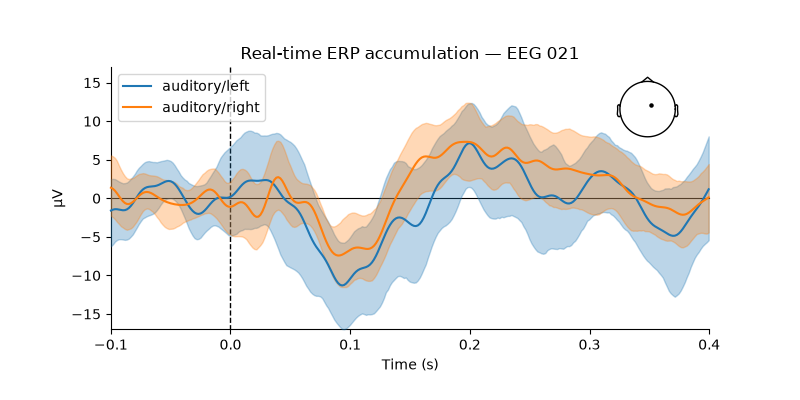 Real-time ERP accumulation — EEG 021
auditory/left
auditory/right
µV
15
10
5
0
−5
−10
−15
−0.1
0.0
0.1
0.2
0.3
0.4
Time (s)